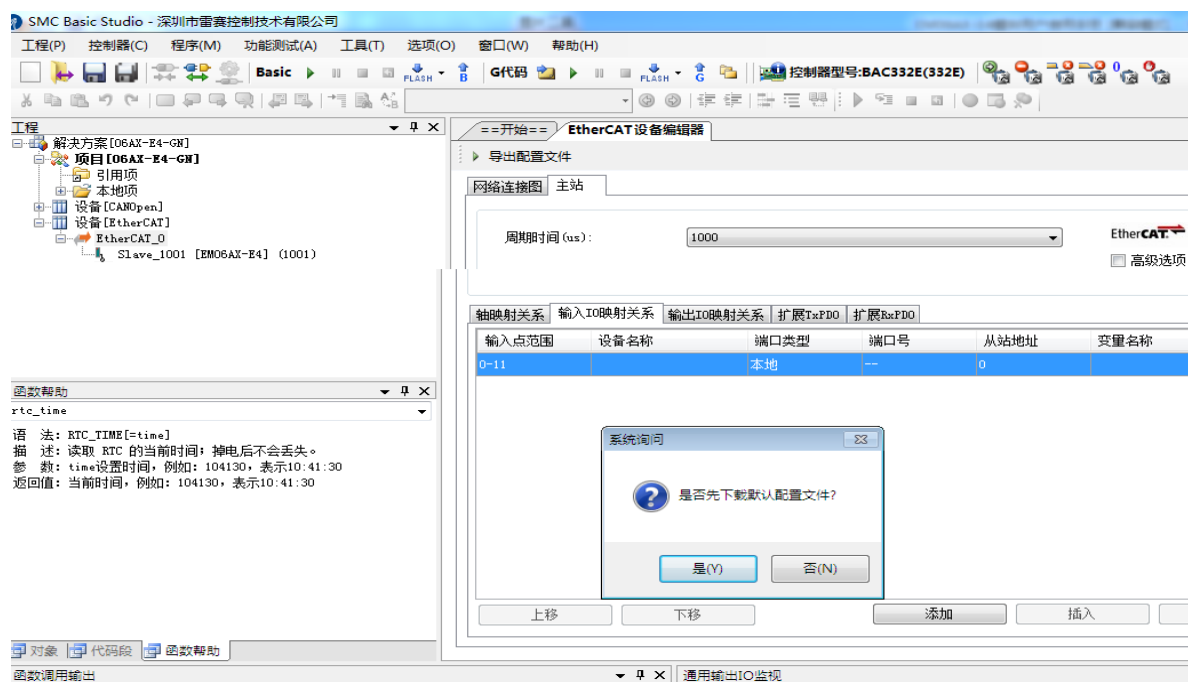 SMC Basic Studio - 深圳市雷赛控制技术有限公司
工程(P) 控制器(C) 程序(M) 功能测试(A) 工具(T) 选项(O) 窗口(W) 帮助(H)
Basic FLASH B G代码 FLASH G 控制器型号:BAC332E(332E) 0
工程
==开始== EtherCAT设备编辑器
解决方案[06AX-E4-GN]
项目[06AX-E4-GN]
引用项
本地项
设备[CANOpen]
设备[EtherCAT]
EtherCAT_0
Slave_1001 [EM06AX-E4] (1001)
导出配置文件
网络连接图 主站
周期时间(us): 1000
EtherCAT
高级选项
轴映射关系 输入IO映射关系 输出IO映射关系 扩展TxPDO 扩展RxPDO
输入点范围 设备名称 端口类型 端口号 从站地址 变量名称
0-11 本地 -- 0
函数帮助
rtc_time
语 法: RTC_TIME[=time]
描 述: 读取 RTC 的当前时间; 掉电后不会丢失。
参 数: time设置时间, 例如: 104130, 表示10:41:30
返回值: 当前时间, 例如: 104130, 表示10:41:30
系统询问
是否先下载默认配置文件?
是(Y) 否(N)
上移 下移 添加 插入
对象 代码段 函数帮助
函数调用输出 通用输出IO监视